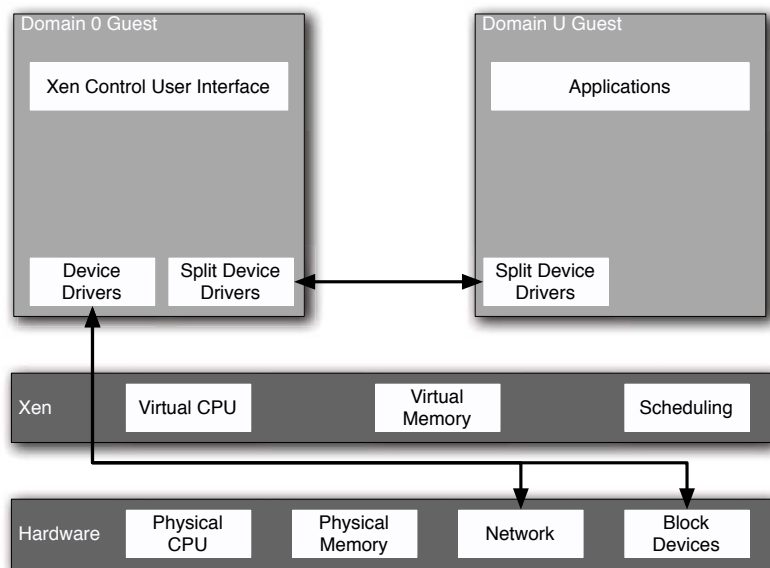 Domain 0 Guest
Domain U Guest
Xen Control User Interface
Applications
Device
Drivers
Split Device
Drivers
Split Device
Drivers
Xen
Virtual CPU
Virtual
Memory
Scheduling
Hardware
Physical
CPU
Physical
Memory
Network
Block
Devices